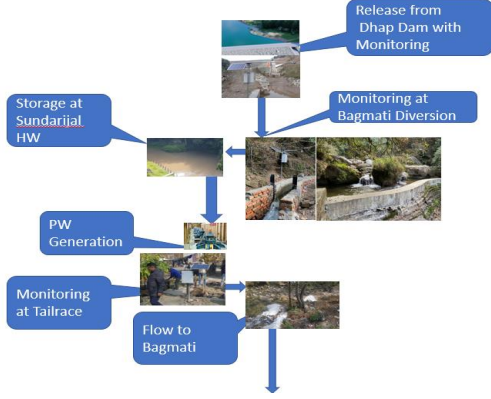 Release from
Dhap Dam with
Monitoring
Monitoring at
Bagmati Diversion
Storage at
Sundarijal
HW
PW
Generation
Monitoring
at Tailrace
Flow to
Bagmati